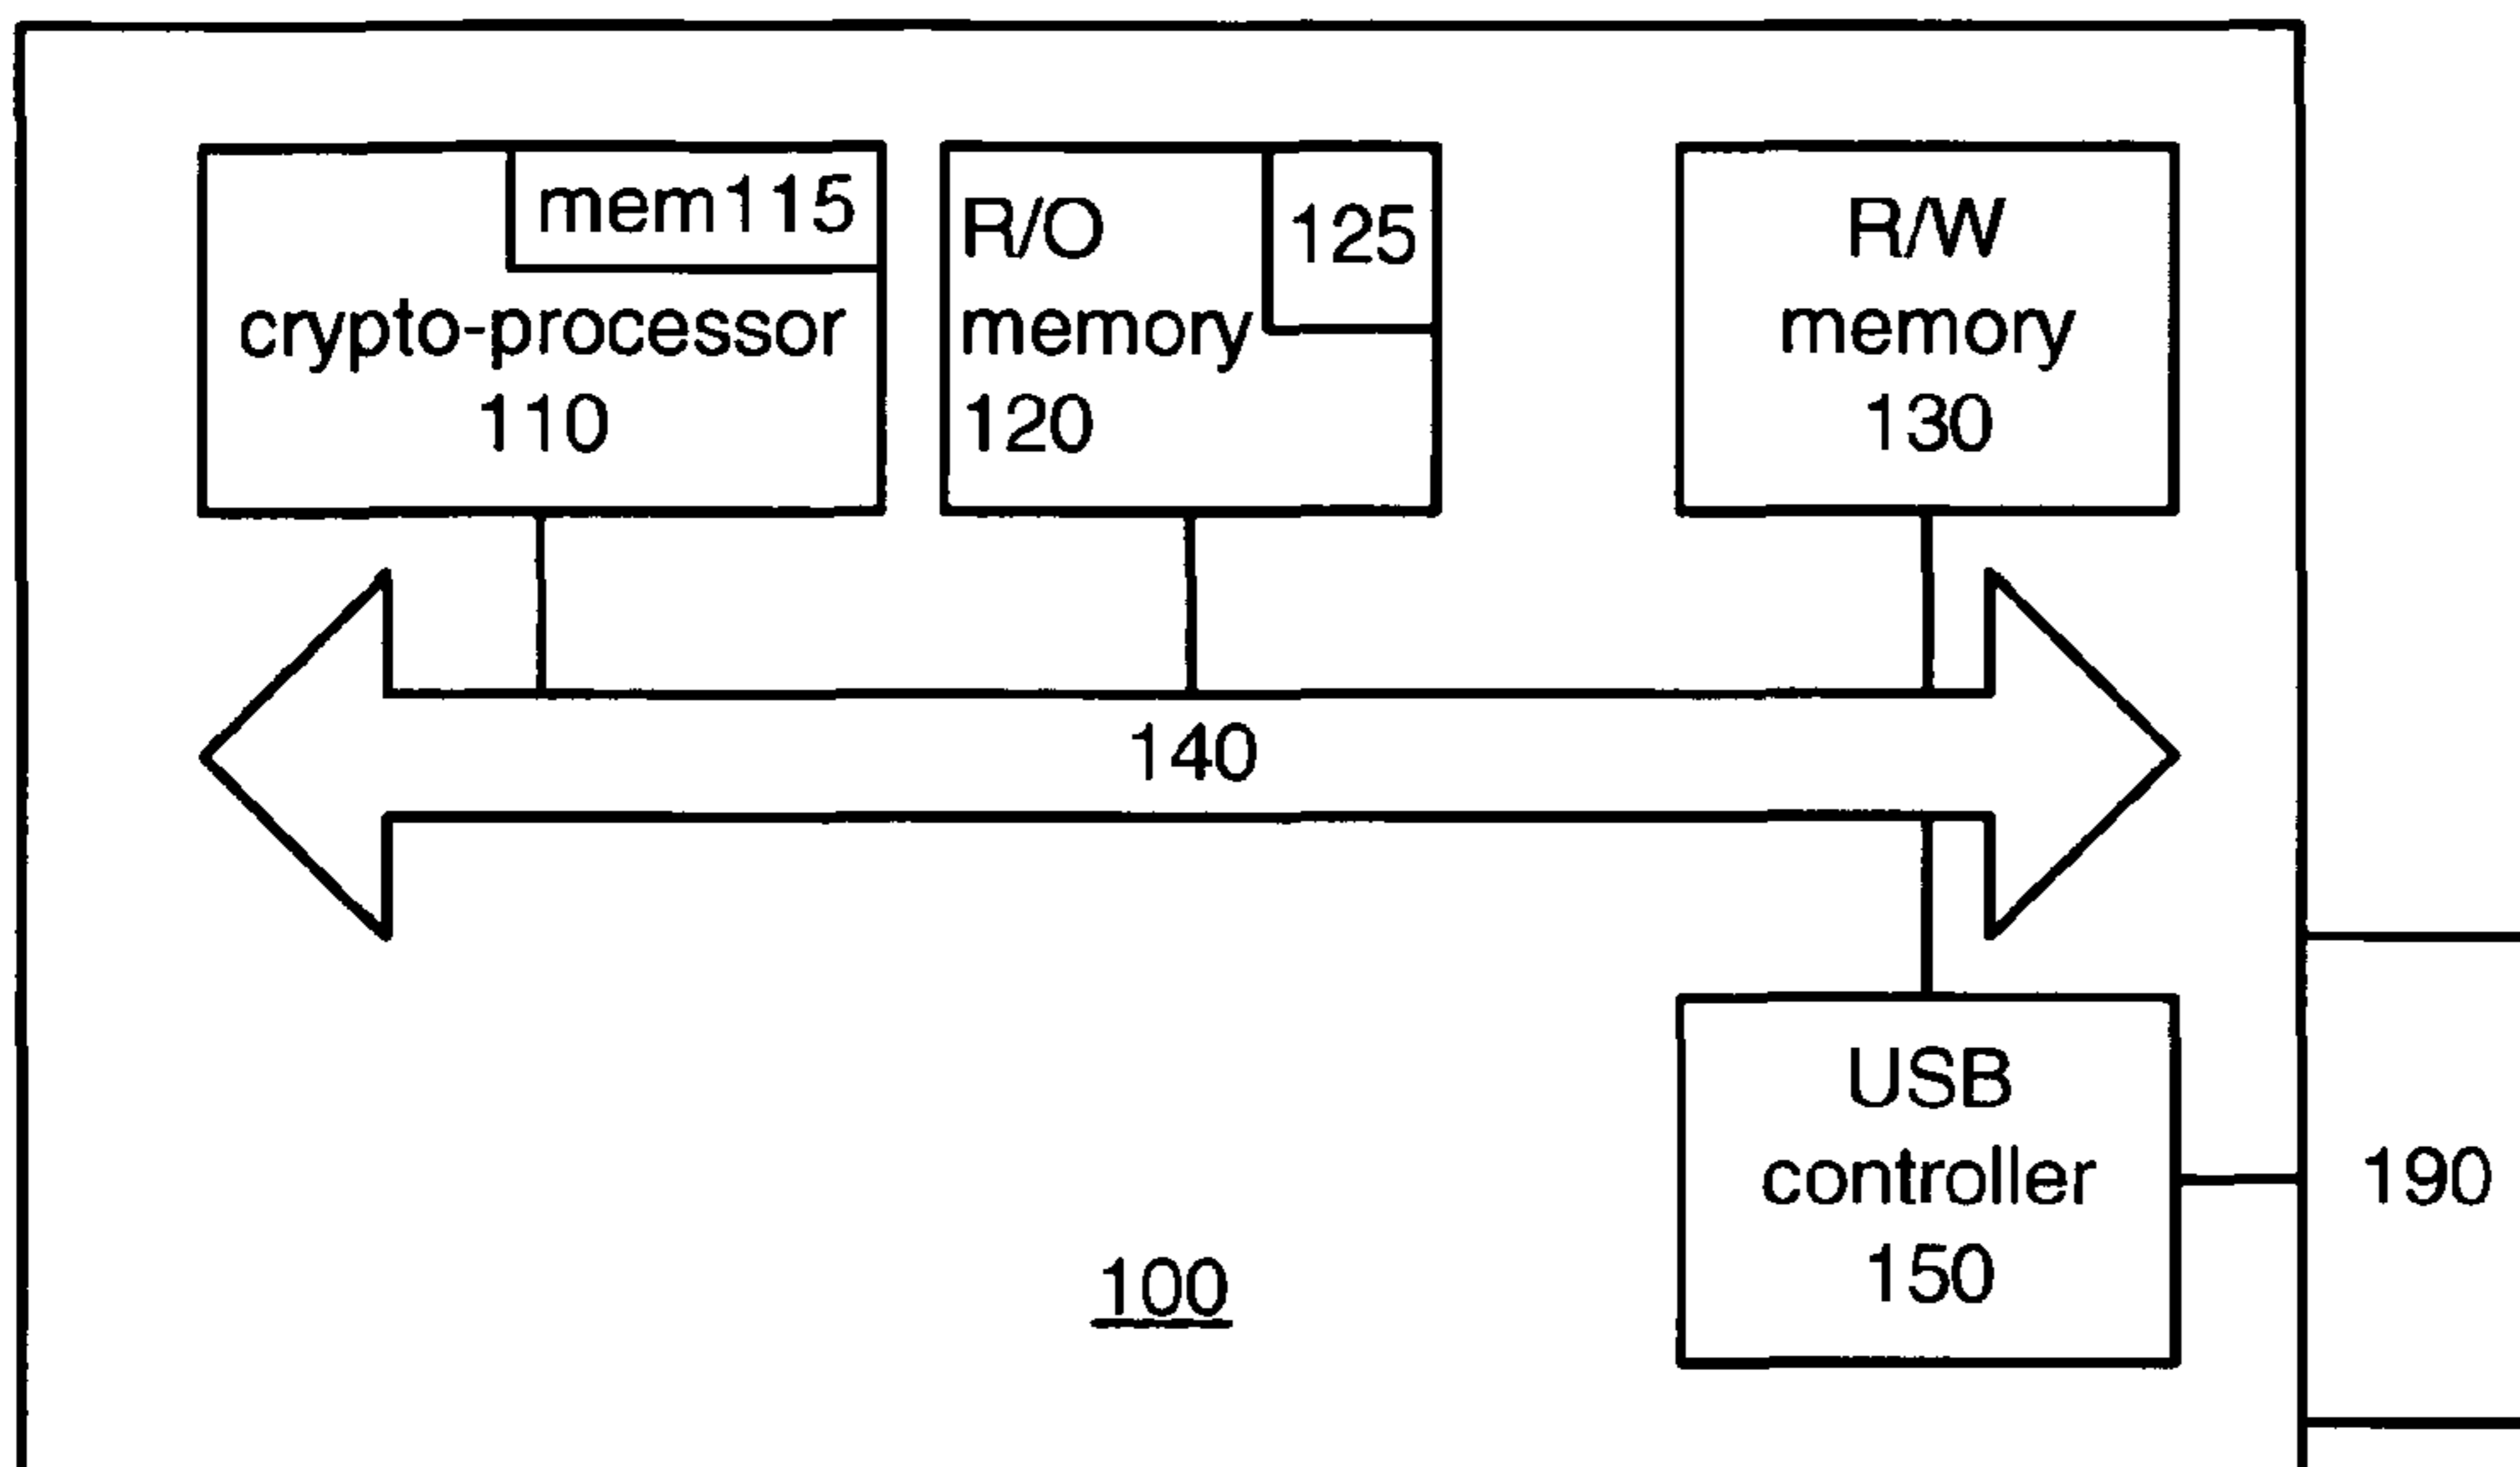 mem115
crypto-processor
110
R/O
memory
120
125
R/W
memory
130
140
USB
controller
150
190
100